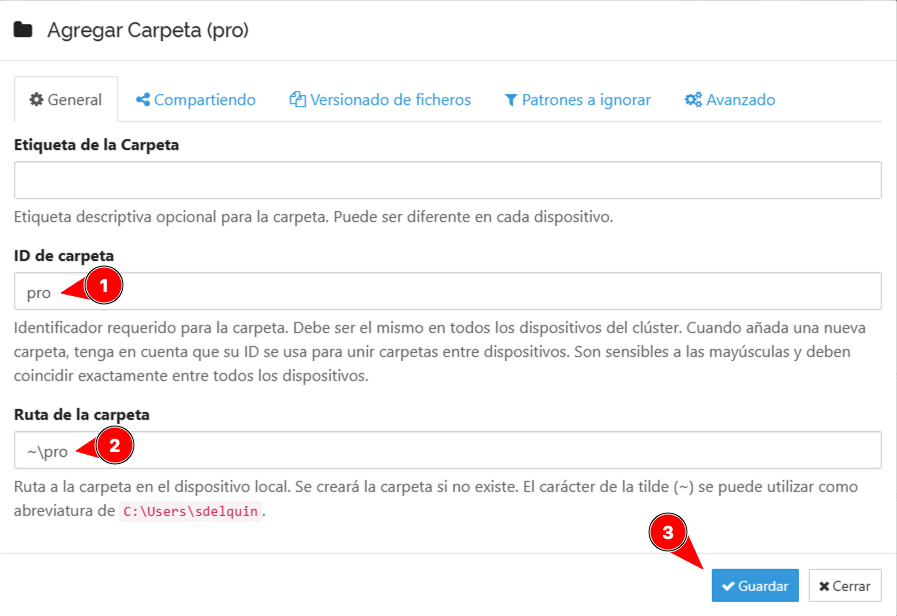 Agregar Carpeta (pro)
General Compartiendo Versionado de ficheros Patrones a ignorar Avanzado
Etiqueta de la Carpeta
Etiqueta descriptiva opcional para la carpeta. Puede ser diferente en cada dispositivo.
ID de carpeta
pro 1
Identificador requerido para la carpeta. Debe ser el mismo en todos los dispositivos del clúster. Cuando añada una nueva
carpeta, tenga en cuenta que su ID se usa para unir carpetas entre dispositivos. Son sensibles a las mayúsculas y deben
coincidir exactamente entre todos los dispositivos.
Ruta de la carpeta
~\pro 2
Ruta a la carpeta en el dispositivo local. Se creará la carpeta si no existe. El carácter de la tilde (~) se puede utilizar como
abreviatura de C:\Users\sdelquin.
3
Guardar Cerrar